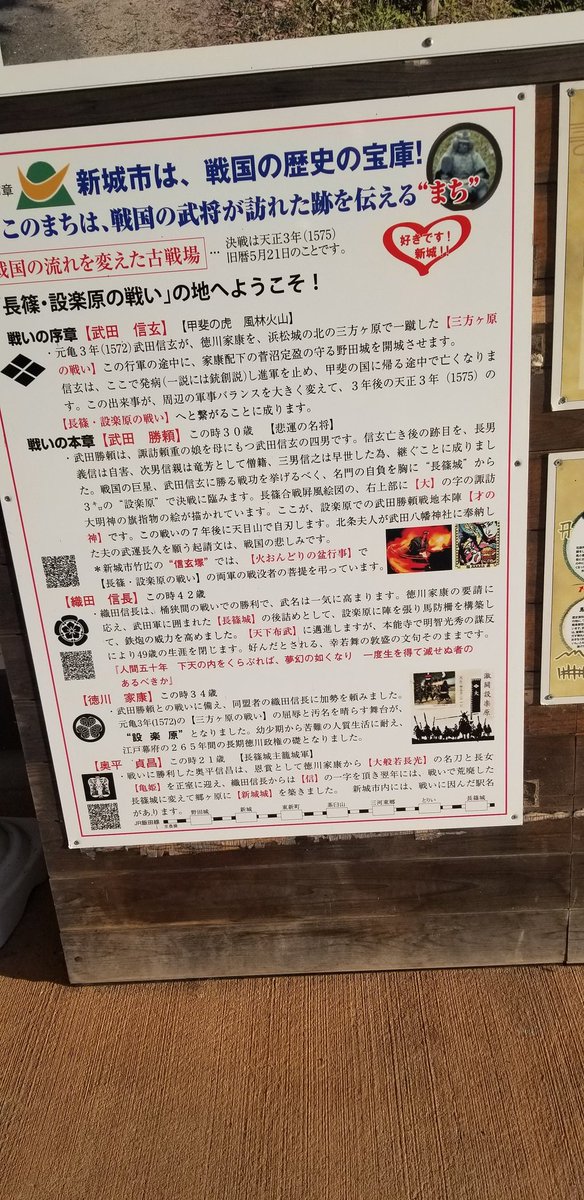 章
新城市は、戦国の歴史の宝庫!
このまちは、戦国の武将が訪れた跡を伝える“まち”
戦国の流れを変えた古戦場
… 決戦は天正3年(1575)
旧暦5月21日のことです。
好きです!
新城!!
長篠・設楽原の戦い」の地へようこそ!
戦いの序章【武田 信玄】【甲斐の虎 風林火山】
・元亀3年(1572)武田信玄が、徳川家康を、浜松城の北の三方ヶ原で一蹴した【三方ヶ原
の戦い】この行軍の途中に、家康配下の菅沼定盈の守る野田城を開城させます。
信玄は、ここで発病(一説には銃創説)し進軍を止め、甲斐の国に帰る途中で亡くなりま
す。この出来事が、周辺の軍事バランスを大きく変えて、3年後の天正3年(1575)の
【長篠・設楽原の戦い】へと繋がることに成ります。
戦いの本章【武田 勝頼】この時30歳 【悲運の名将】
・武田勝頼は、諏訪頼重の娘を母にもつ武田信玄の四男です。信玄亡き後の跡目を、長男
義信は自害、次男信親は竜芳として僧籍、三男信之は早世した為、継ぐことに成りまし
た。戦国の巨星、武田信玄に勝る戦功を挙げるべく、名門の自負を胸に“長篠城”から
3㌔の“設楽原”で決戦に臨みます。長篠合戦屏風絵図の、右上部に【大】の字の諏訪
大明神の旗指物の絵が描かれています。ここが、設楽原での武田勝頼戦地本陣【才の
神】です。この戦いの7年後に天目山で自刃します。北条夫人が武田八幡神社に奉納し
た夫の武運長久を願う起請文は、戦国の悲しみです。
*新城市竹広の“信玄塚”では、【火おんどりの盆行事】で
【長篠・設楽原の戦い】の両軍の戦没者の菩提を弔っています。
【織田 信長】この時42歳
・織田信長は、桶狭間の戦いでの勝利で、武名は一気に高まります。徳川家康の要請に
応え、武田軍に囲まれた【長篠城】の後詰めとして、設楽原に陣を張り馬防柵を構築し
て、鉄炮の威力を高めました。【天下布武】に邁進しますが、本能寺で明智光秀の謀反
により49歳の生涯を閉じます。好んだとされる、幸若舞の敦盛の文句そのままです。
「人間五十年 下天の内をくらぶれば、夢幻の如くなり 一度生を得て滅せぬ者の
あるべきか」
【徳川 家康】この時34歳
・武田勝頼との戦いに備え、同盟者の織田信長に加勢を頼みました。
元亀3年(1572)の【三方ヶ原の戦い】の屈辱と汚名を晴らす舞台が、
“設楽原”となりました。幼少期から苦難の人質生活に耐え、
江戸幕府の265年間の長期徳川政権の礎となりました。
激闘設楽原
【奥平 貞昌】この時21歳 【長篠城主籠城軍】
・戦いに勝利した奥平信昌は、恩賞として徳川家康から【大般若長光】の名刀と長女
【亀姫】を正室に迎え、織田信長からは【信】の一字を頂き翌年には、戦いで荒廃した
長篠城に変えて郷ヶ原に【新城城】を築きました。 新城市内には、戦いに因んだ駅名
があります。
JR飯田線
野田城
新城
東新町
茶臼山
三河東郷
とりい
長篠城